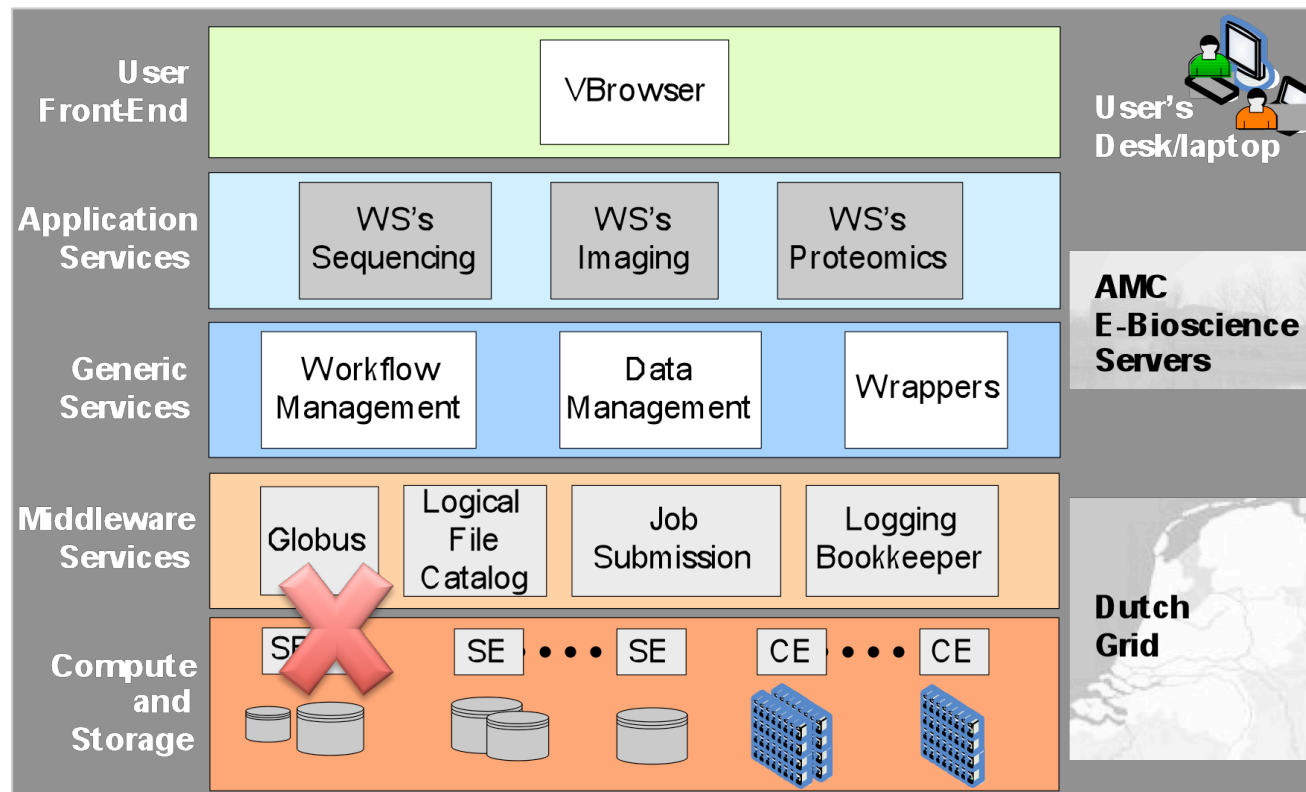 User
Front-End
VBrowser
User's
Desk/laptop
Application
Services
WS's
Sequencing
WS's
Imaging
WS's
Proteomics
AMC
E-Bioscience
Servers
Generic
Services
Workflow
Management
Data
Management
Wrappers
Middleware
Services
Globus
Logical
File
Catalog
Job
Submission
Logging
Bookkeeper
Dutch
Grid
Compute
and
Storage
SE
SE • • • • SE
CE • • • • CE